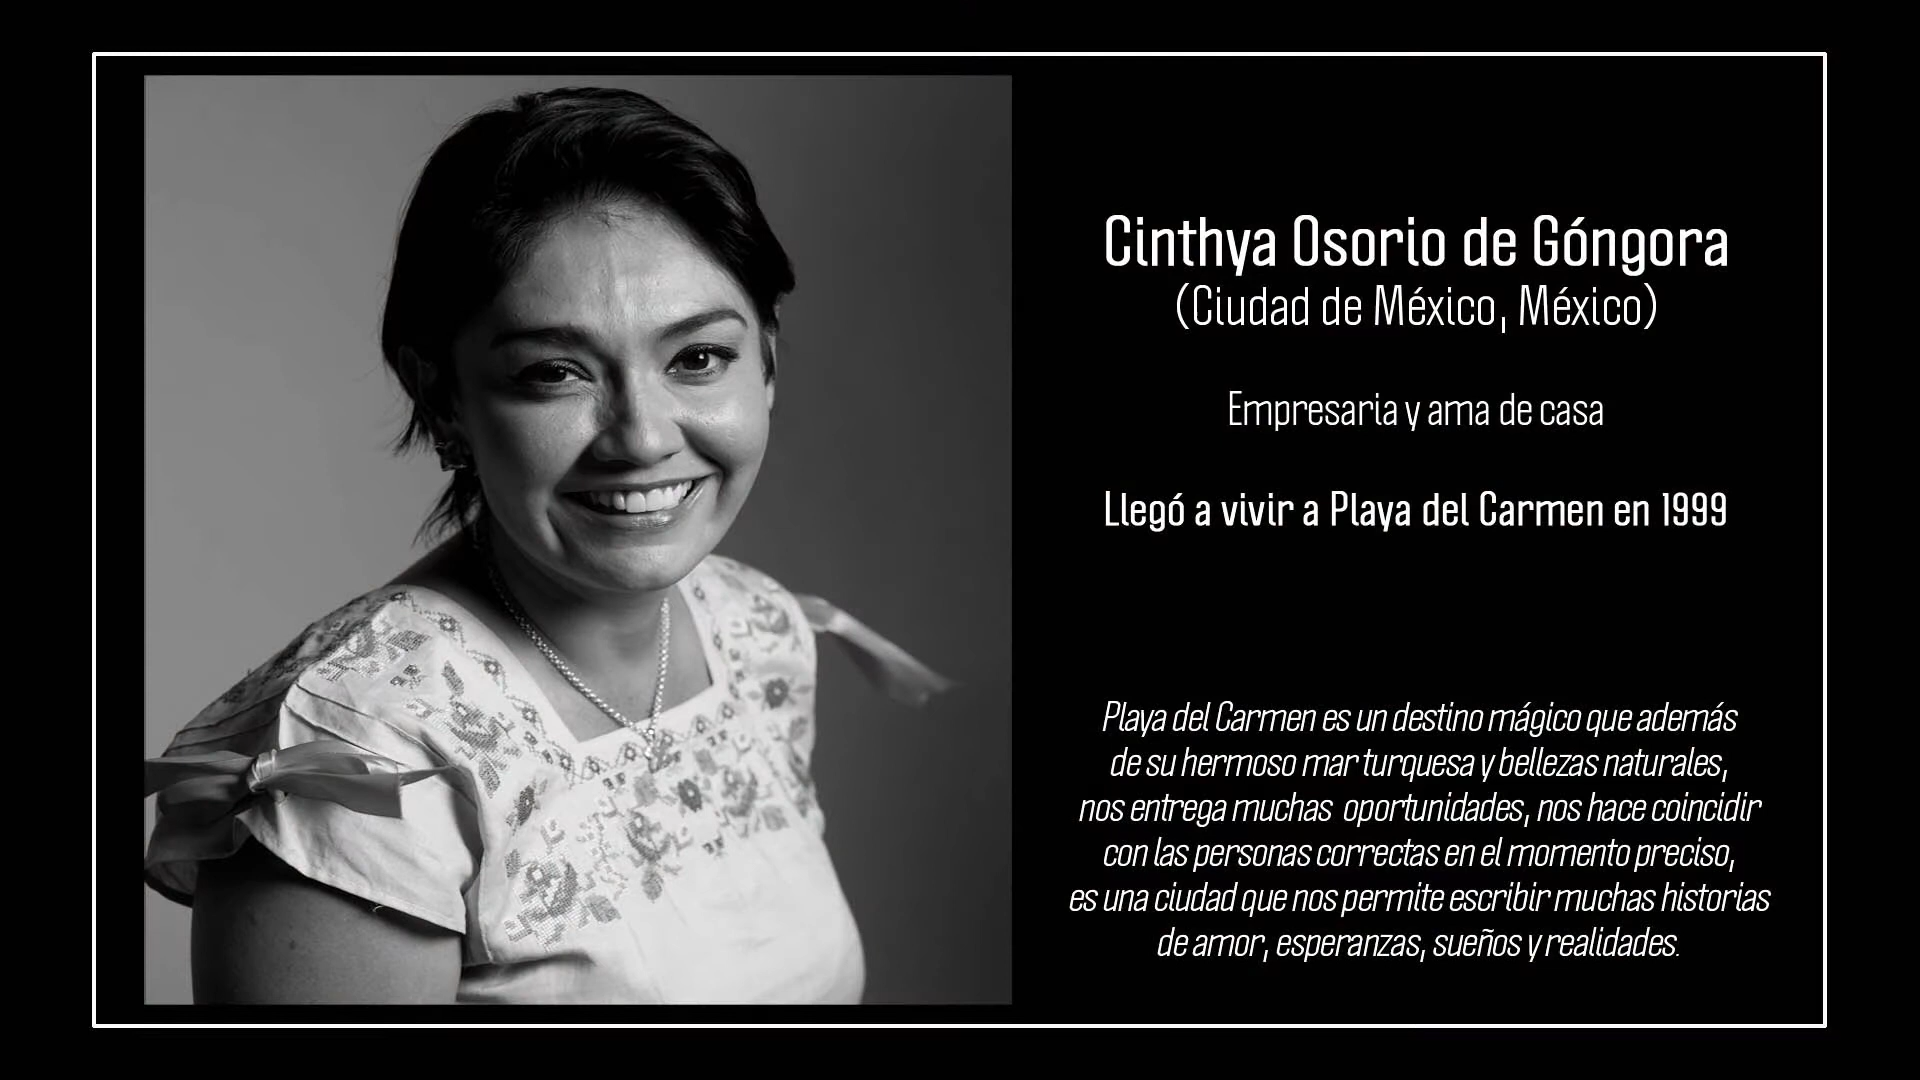 Cinthya Osorio de Góngora
(Ciudad de México, México)
Empresaria y ama de casa
Llegó a vivir a Playa del Carmen en 1999
Playa del Carmen es un destino mágico que además
de su hermoso mar turquesa y bellezas naturales,
nos entrega muchas oportunidades, nos hace coincidir
con las personas correctas en el momento preciso,
es una ciudad que nos permite escribir muchas historias
de amor, esperanzas, sueños y realidades.